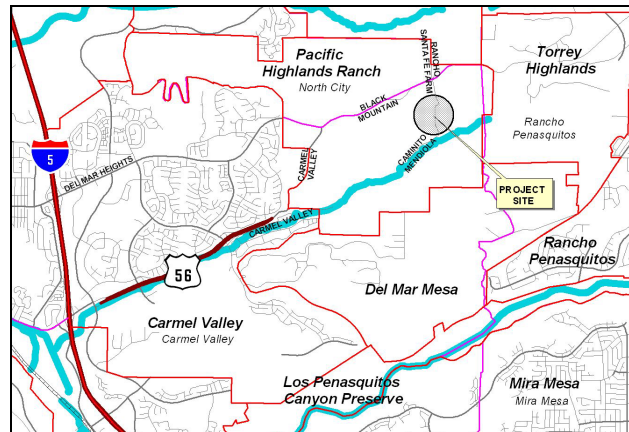 Pacific
Highlands Ranch
North City
RANCHO
SANTA FE FARM
Torrey
Highlands
BLACK
MOUNTAIN
Rancho
Penasquitos
5
DEL MAR HEIGHTS
CARMEL
VALLEY
CAMINITO
MENDIOLA
PROJECT
SITE
CARMEL VALLEY
56
Rancho
Penasquitos
Del Mar Mesa
Carmel Valley
Carmel Valley
Los Penasquitos
Canyon Preserve
Mira Mesa
Mira Mesa